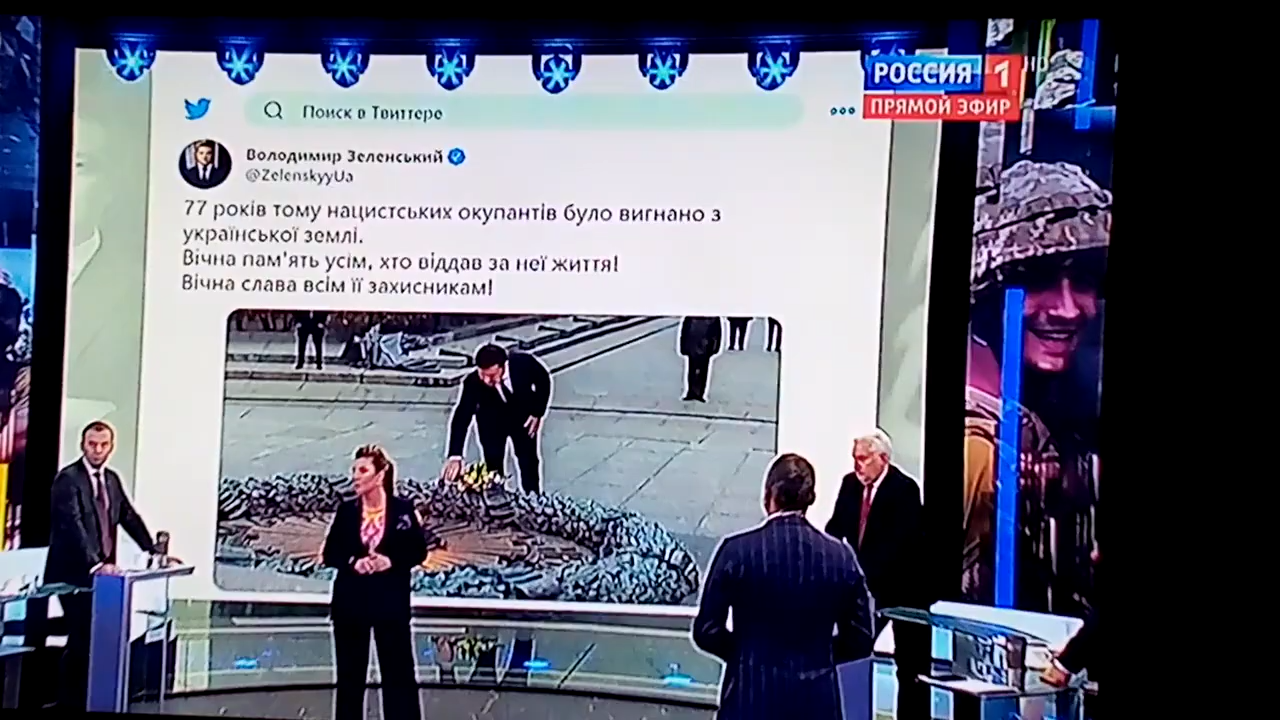 РОССИЯ 1
ПРЯМОЙ ЭФИР
Поиск в Твиттере
Володимир Зеленський
@ZelenskyyUa
77 років тому нацистських окупантів було вигнано з
української землі.
Вічна пам'ять усім, хто віддав за неї життя!
Вічна слава всім її захисникам!